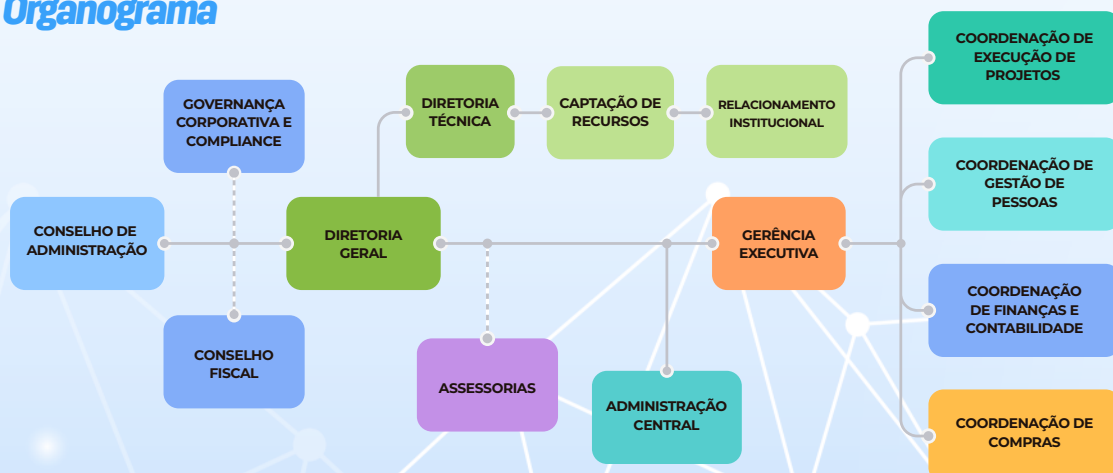 Organograma
CONSELHO DE
ADMINISTRAÇÃO
GOVERNANÇA
CORPORATIVA E
COMPLIANCE
CONSELHO
FISCAL
DIRETORIA
GERAL
DIRETORIA
TÉCNICA
CAPTAÇÃO DE
RECURSOS
RELACIONAMENTO
INSTITUCIONAL
ASSESSORIAS
ADMINISTRAÇÃO
CENTRAL
GERÊNCIA
EXECUTIVA
COORDENAÇÃO DE
EXECUÇÃO DE
PROJETOS
COORDENAÇÃO DE
GESTÃO DE
PESSOAS
COORDENAÇÃO
DE FINANÇAS E
CONTABILIDADE
COORDENAÇÃO DE
COMPRAS